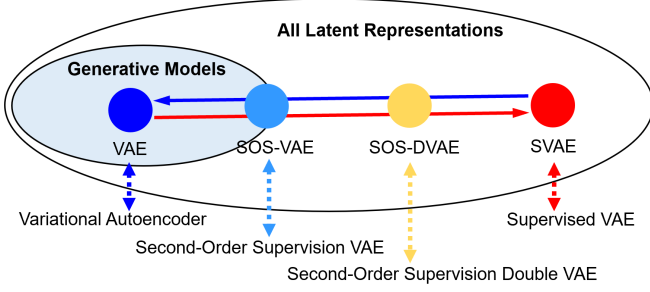 All Latent Representations
Generative Models
VAE
SOS-VAE
SOS-DVAE
SVAE
Variational Autoencoder
Supervised VAE
Second-Order Supervision VAE
Second-Order Supervision Double VAE